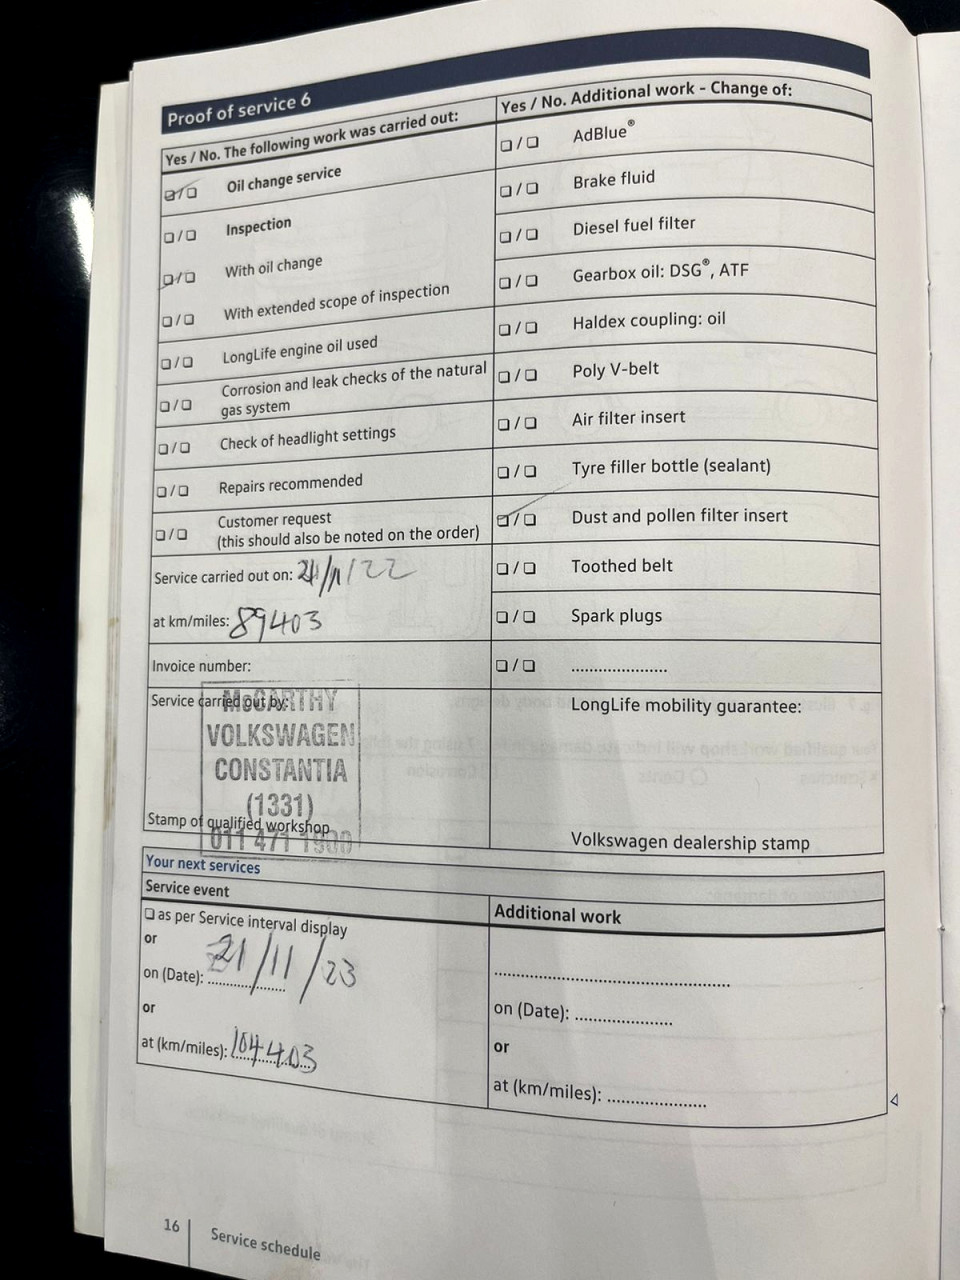 Proof of service 6
Yes / No. The following work was carried out:
Oil change service
Inspection
With oil change
With extended scope of inspection
LongLife engine oil used
Corrosion and leak checks of the natural
gas system
Check of headlight settings
Repairs recommended
Customer request
(this should also be noted on the order)
Service carried out on: 21/11/22
at km/miles: 89403
Invoice number:
Service carried out by:
McCARTHY
VOLKSWAGEN
CONSTANTIA
(1331)
Stamp of qualified workshop
011 471 1900
Yes / No. Additional work - Change of:
AdBlue®
Brake fluid
Diesel fuel filter
Gearbox oil: DSG®, ATF
Haldex coupling: oil
Poly V-belt
Air filter insert
Tyre filler bottle (sealant)
Dust and pollen filter insert
Toothed belt
Spark plugs
....................
LongLife mobility guarantee:
Volkswagen dealership stamp
Your next services
Service event
as per Service interval display
or
on (Date): 21/11/23
or
at (km/miles): 104403
Additional work
..................................................
on (Date): ....................
or
at (km/miles): ....................
16
Service schedule